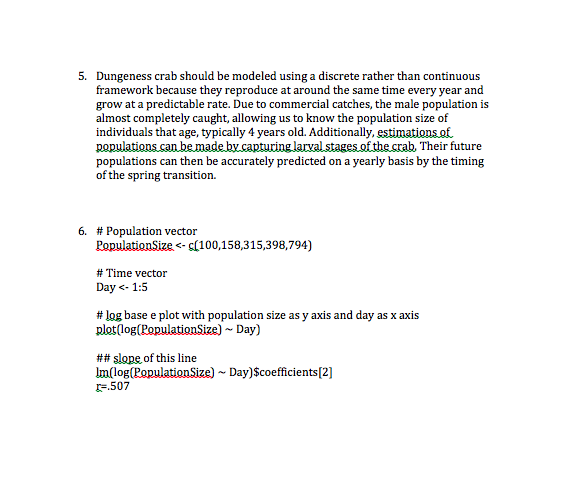 5. Dungeness crab should be modeled using a discrete rather than continuous
framework because they reproduce at around the same time every year and
grow at a predictable rate. Due to commercial catches, the male population is
almost completely caught, allowing us to know the population size of
individuals that age, typically 4 years old. Additionally, estimations of
populations can be made by capturing larval stages of the crab. Their future
populations can then be accurately predicted on a yearly basis by the timing
of the spring transition.
6. # Population vector
PopulationSize <- c(100,158,315,398,794)
# Time vector
Day <- 1:5
# log base e plot with population size as y axis and day as x axis
plot(log(PopulationSize) ~ Day)
## slope of this line
lm(log(PopulationSize) ~ Day)$coefficients[2]
r=.507